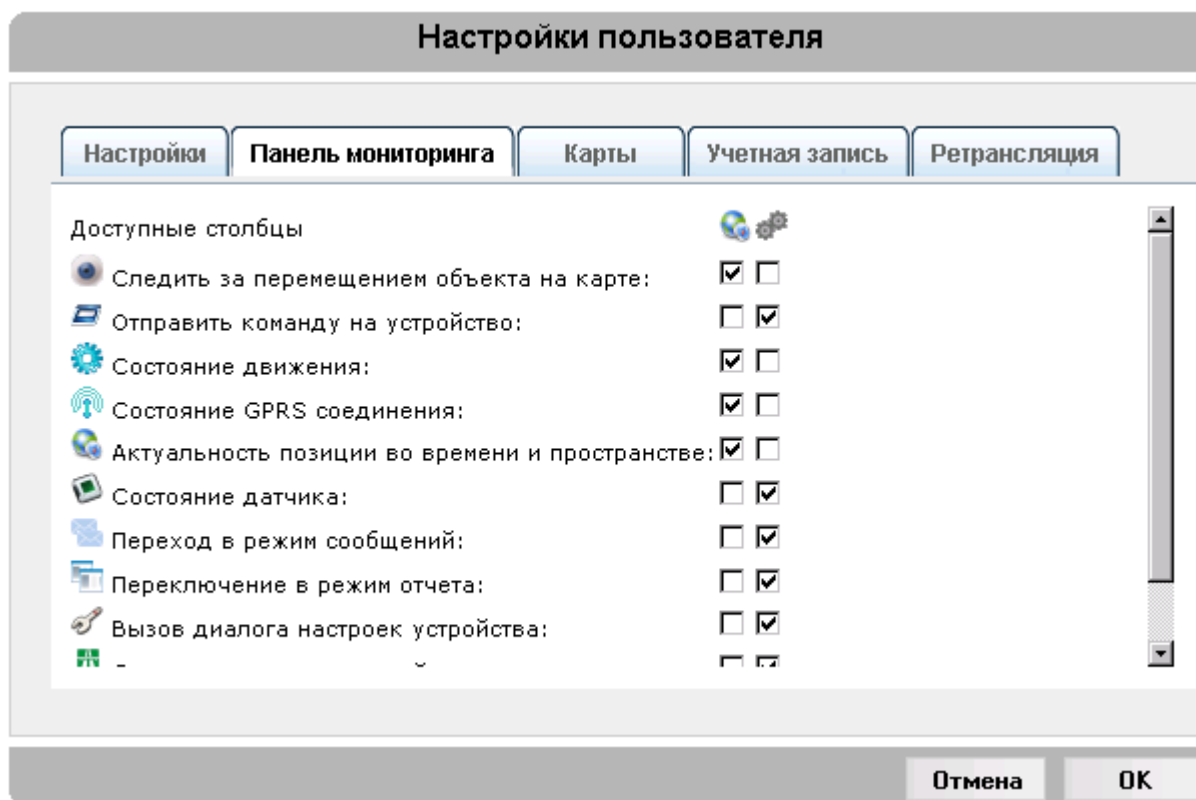 Настройки пользователя
Настройки Панель мониторинга Карты Учетная запись Ретрансляция
Доступные столбцы
Следить за перемещением объекта на карте:
Отправить команду на устройство:
Состояние движения:
Состояние GPRS соединения:
Актуальность позиции во времени и пространстве:
Состояние датчика:
Переход в режим сообщений:
Переключение в режим отчета:
Вызов диалога настроек устройства:
Отмена OK